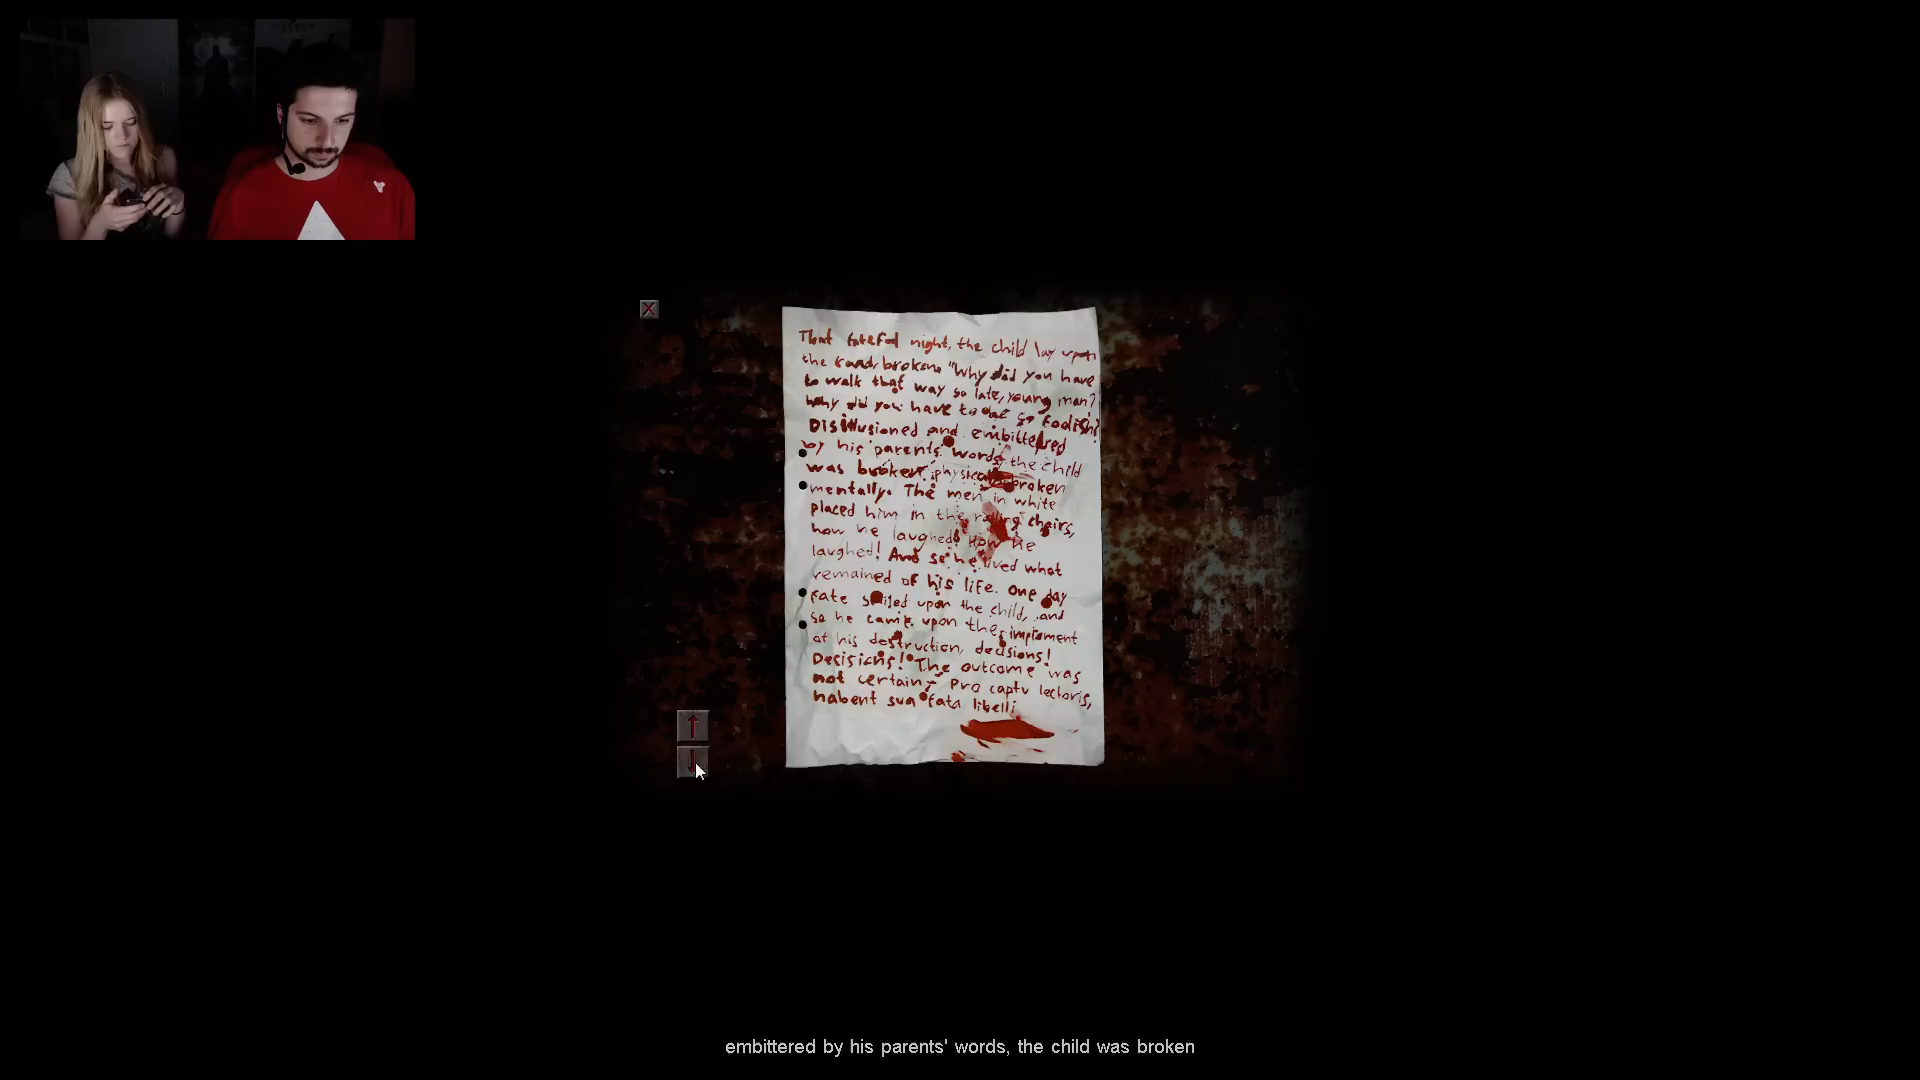 That fateful night, the child lay upon
the road, broken. "Why did you have
to walk that way so late, young man?
Why did you have to be so foolish?"
Disillusioned and embittered
by his parents' words, the child
was broken physically, broken
mentally. The men in white
placed him in the rolling chairs,
how he laughed! How he
laughed! And so he lived what
remained of his life. One day
fate smiled upon the child, and
so he came upon the implement
of his destruction, decisions!
Decisions! The outcome was
not certain - Pro captu lectoris,
habent sua fata libelli
embittered by his parents' words, the child was broken